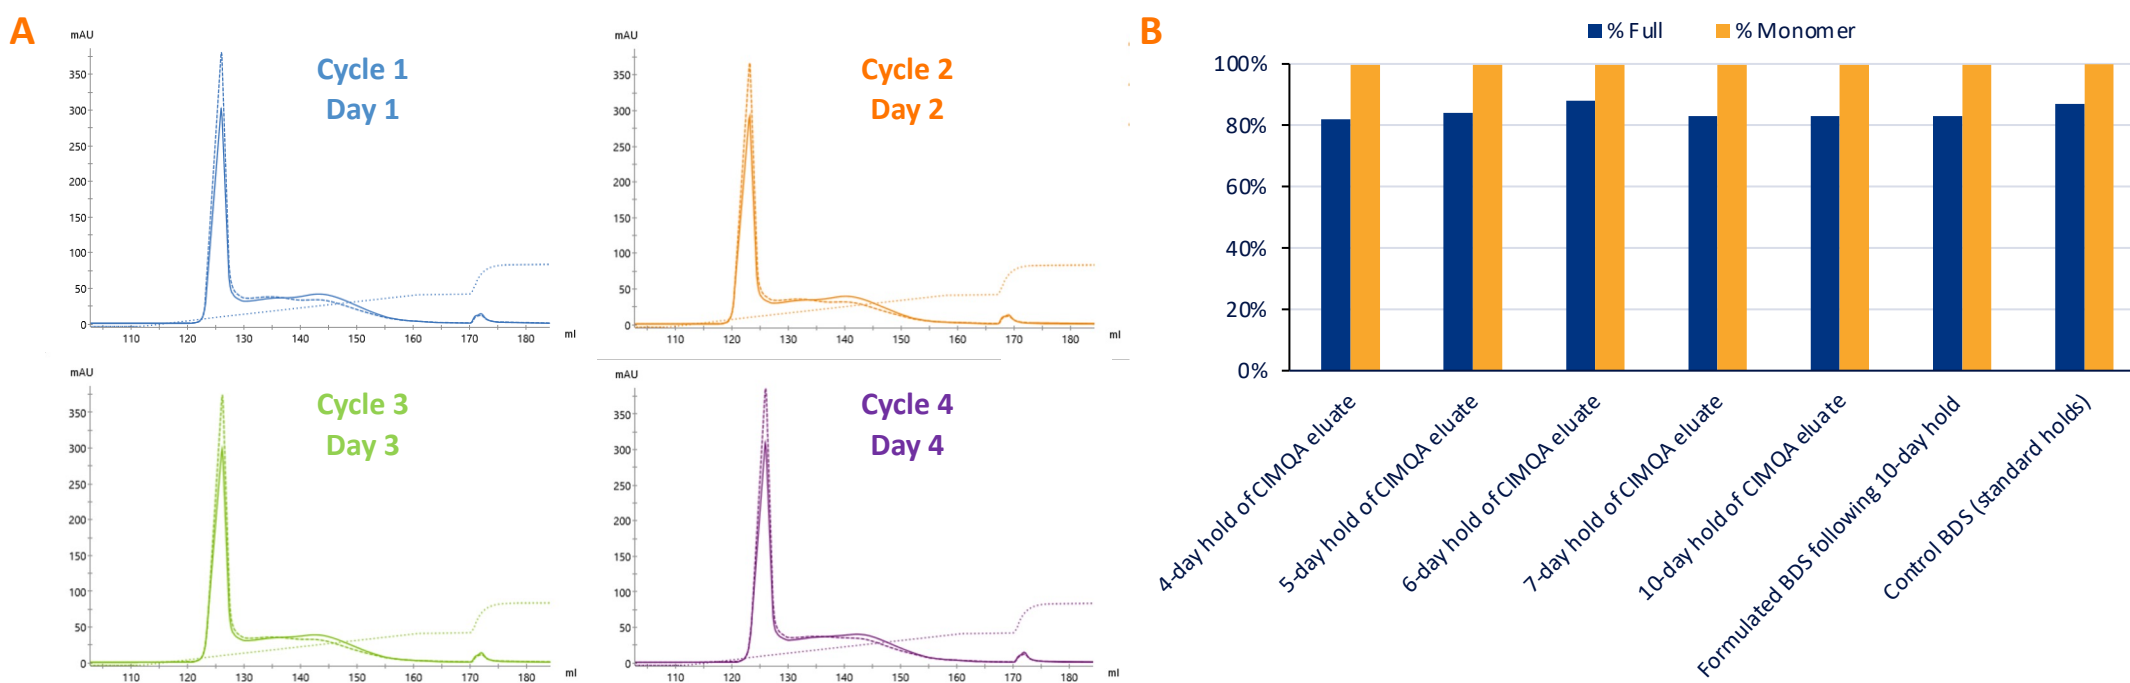 A
mAU
Cycle 1
Day 1
350
300
250
200
150
100
50
0
110 120 130 140 150 160 170 180 ml
mAU
Cycle 2
Day 2
350
300
250
200
150
100
50
0
110 120 130 140 150 160 170 180 ml
mAU
Cycle 3
Day 3
350
300
250
200
150
100
50
0
110 120 130 140 150 160 170 180 ml
mAU
Cycle 4
Day 4
350
300
250
200
150
100
50
0
110 120 130 140 150 160 170 180 ml
B
% Full % Monomer
100%
80%
60%
40%
20%
0%
4-day hold of CIMQA eluate
5-day hold of CIMQA eluate
6-day hold of CIMQA eluate
7-day hold of CIMQA eluate
10-day hold of CIMQA eluate
Formulated BDS following 10-day hold
Control BDS (standard holds)